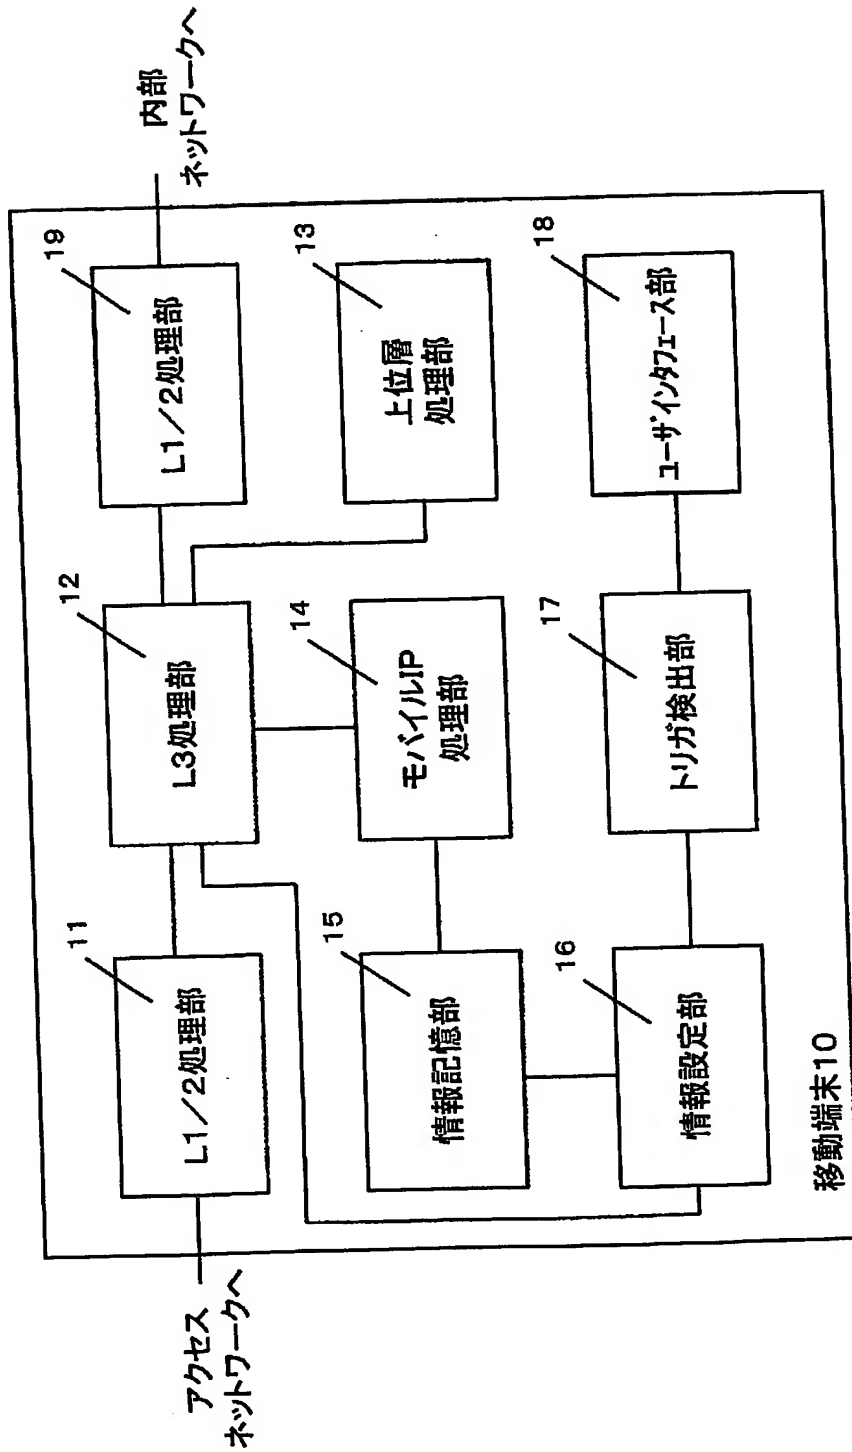 アクセス
ネットワークへ
11
L1/2処理部
12
L3処理部
19
L1/2処理部
内部
ネットワークへ
15
情報記憶部
14
モバイルIP
処理部
13
上位層
処理部
16
情報設定部
17
トリガ検出部
18
ユーザインタフェース部
移動端末10